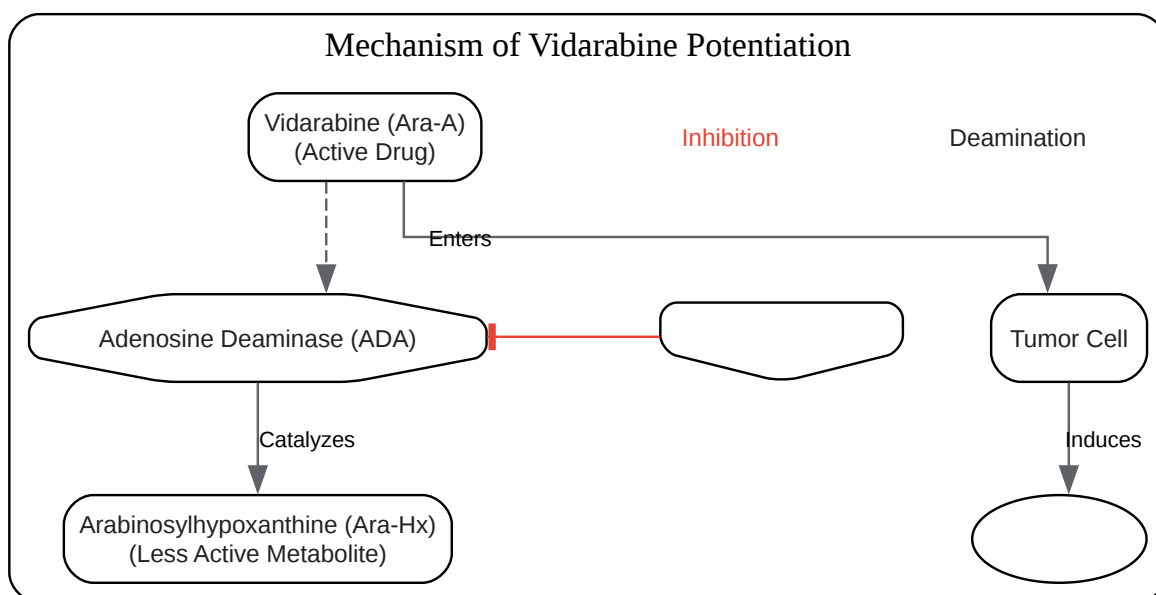 Mechanism of Vidarabine Potentiation
Vidarabine (Ara-A)
(Active Drug)
Inhibition
Deamination
Enters
Adenosine Deaminase (ADA)
Tumor Cell
Catalyzes
Induces
Arabinosylhypoxanthine (Ara-Hx)
(Less Active Metabolite)